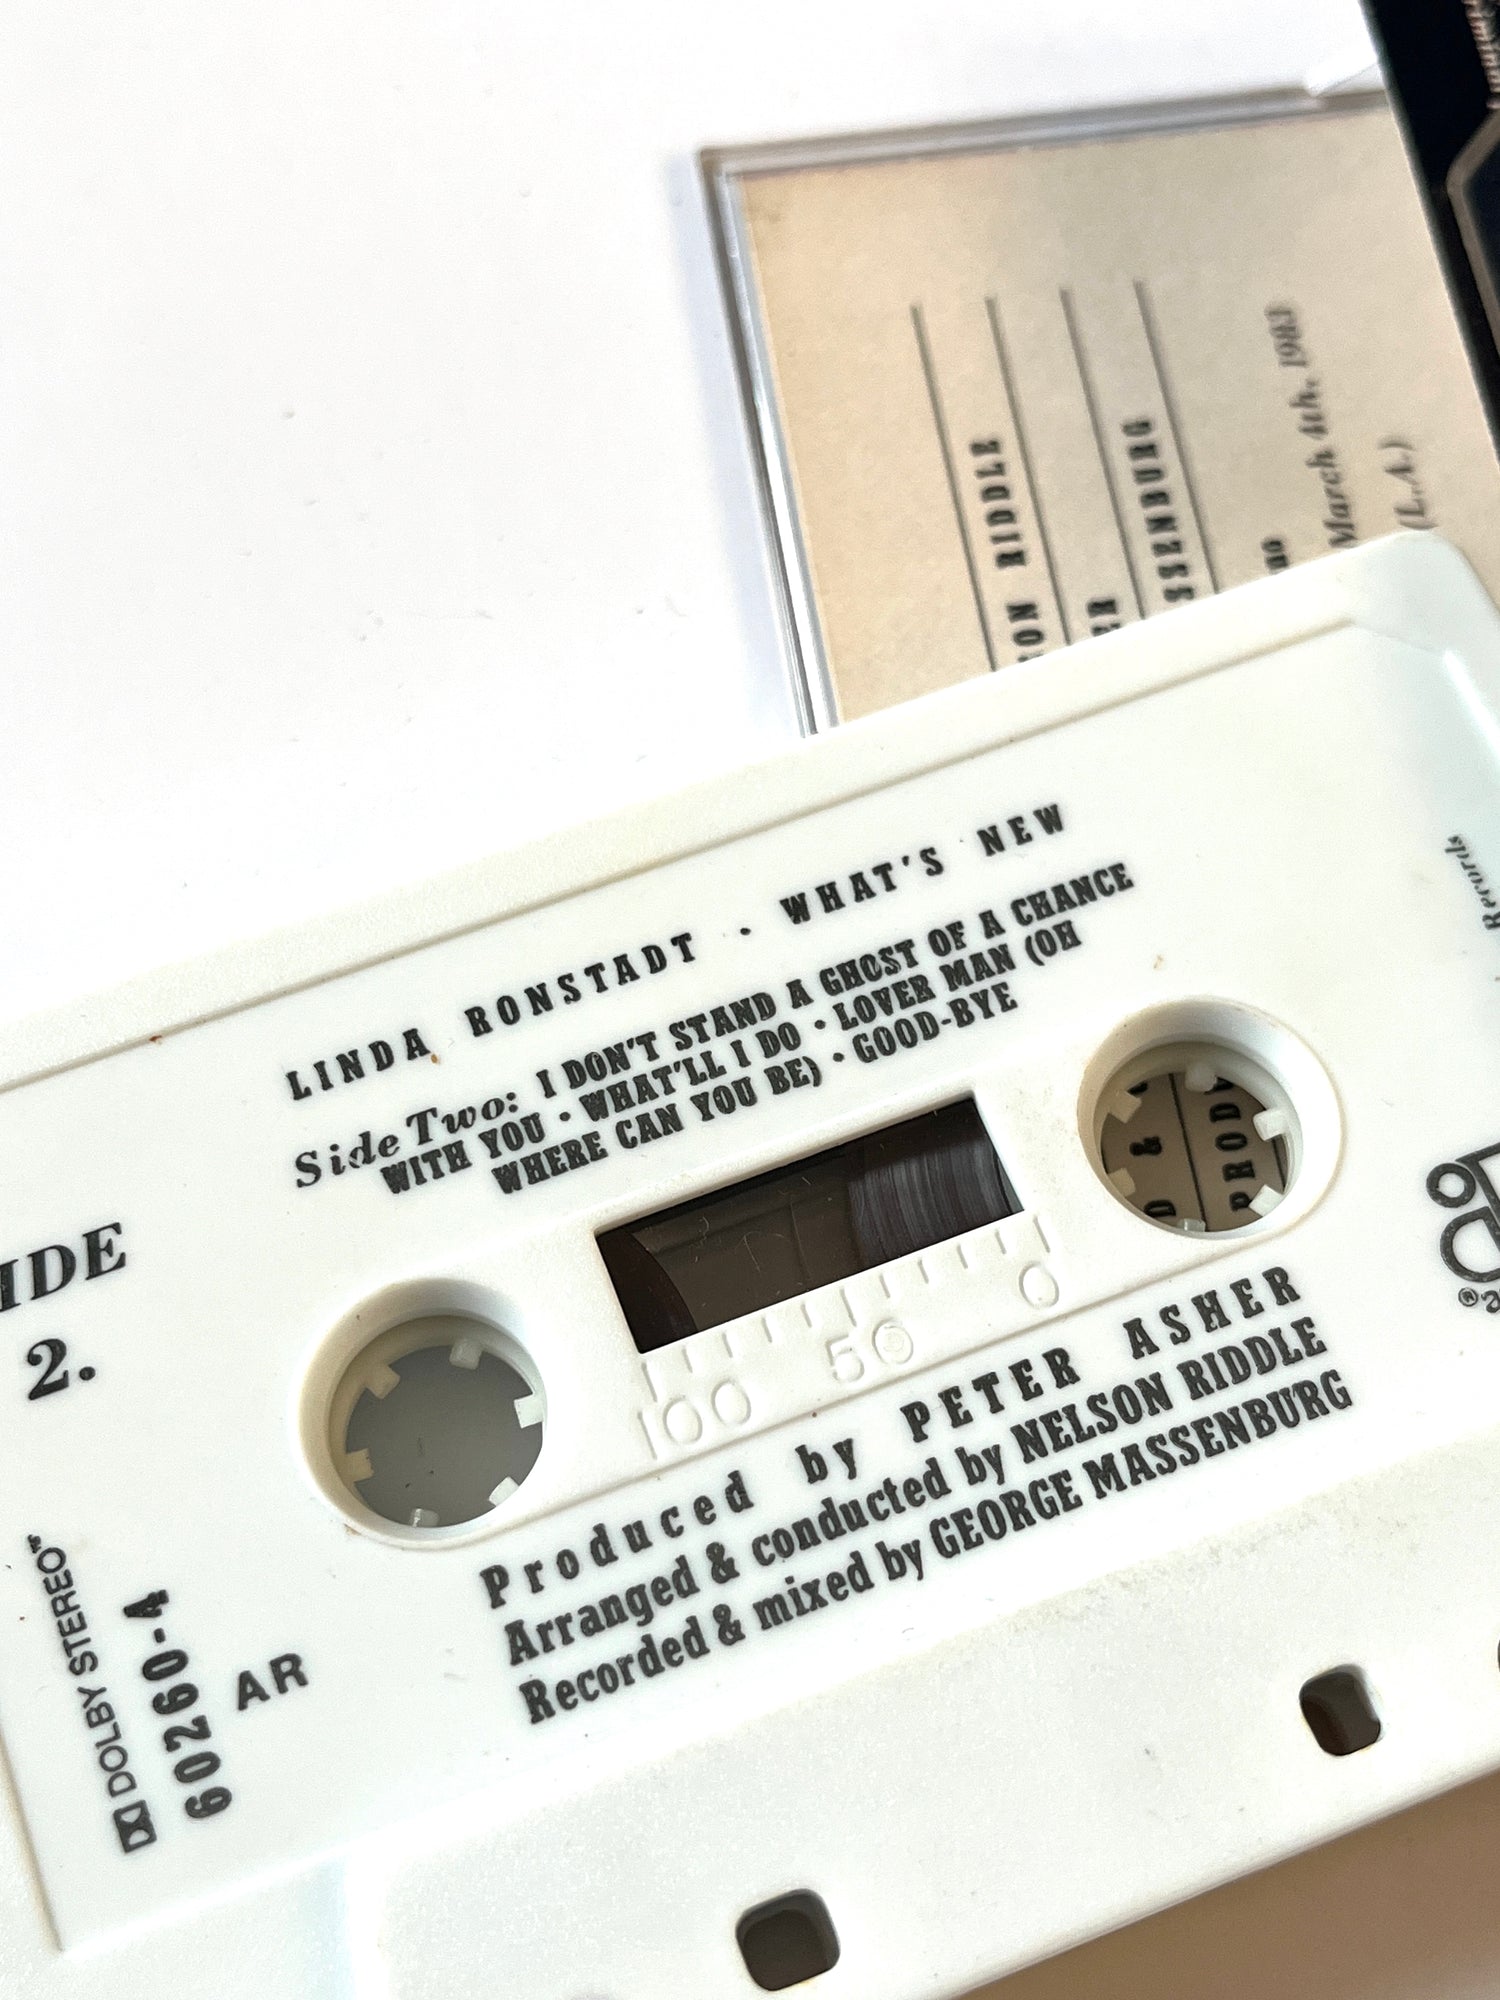 RIDDLE
March 4th, 1983
(L.A.)
LINDA RONSTADT · WHAT'S NEW
Side Two: I DON'T STAND A GHOST OF A CHANCE
WITH YOU · WHAT'LL I DO · LOVER MAN (OH
WHERE CAN YOU BE) · GOOD-BYE
Records
2.
100 50 0
Produced by PETER ASHER
Arranged & conducted by NELSON RIDDLE
Recorded & mixed by GEORGE MASSENBURG
DOLBY STEREO
60260-4
AR
&